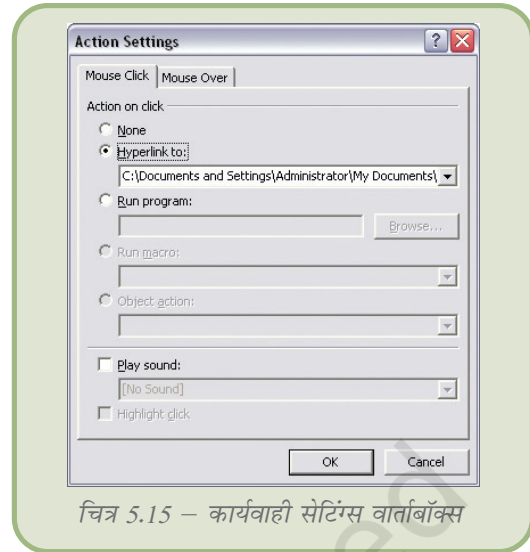 Action Settings
Mouse Click Mouse Over
Action on click
None
Hyperlink to:
C:\Documents and Settings\Administrator\My Documents\
Run program:
Browse...
Run macro:
Object action:
Play sound:
[No Sound]
Highlight click
OK Cancel
चित्र 5.15 – कार्यवाही सेटिंग्स वार्ताबॉक्स